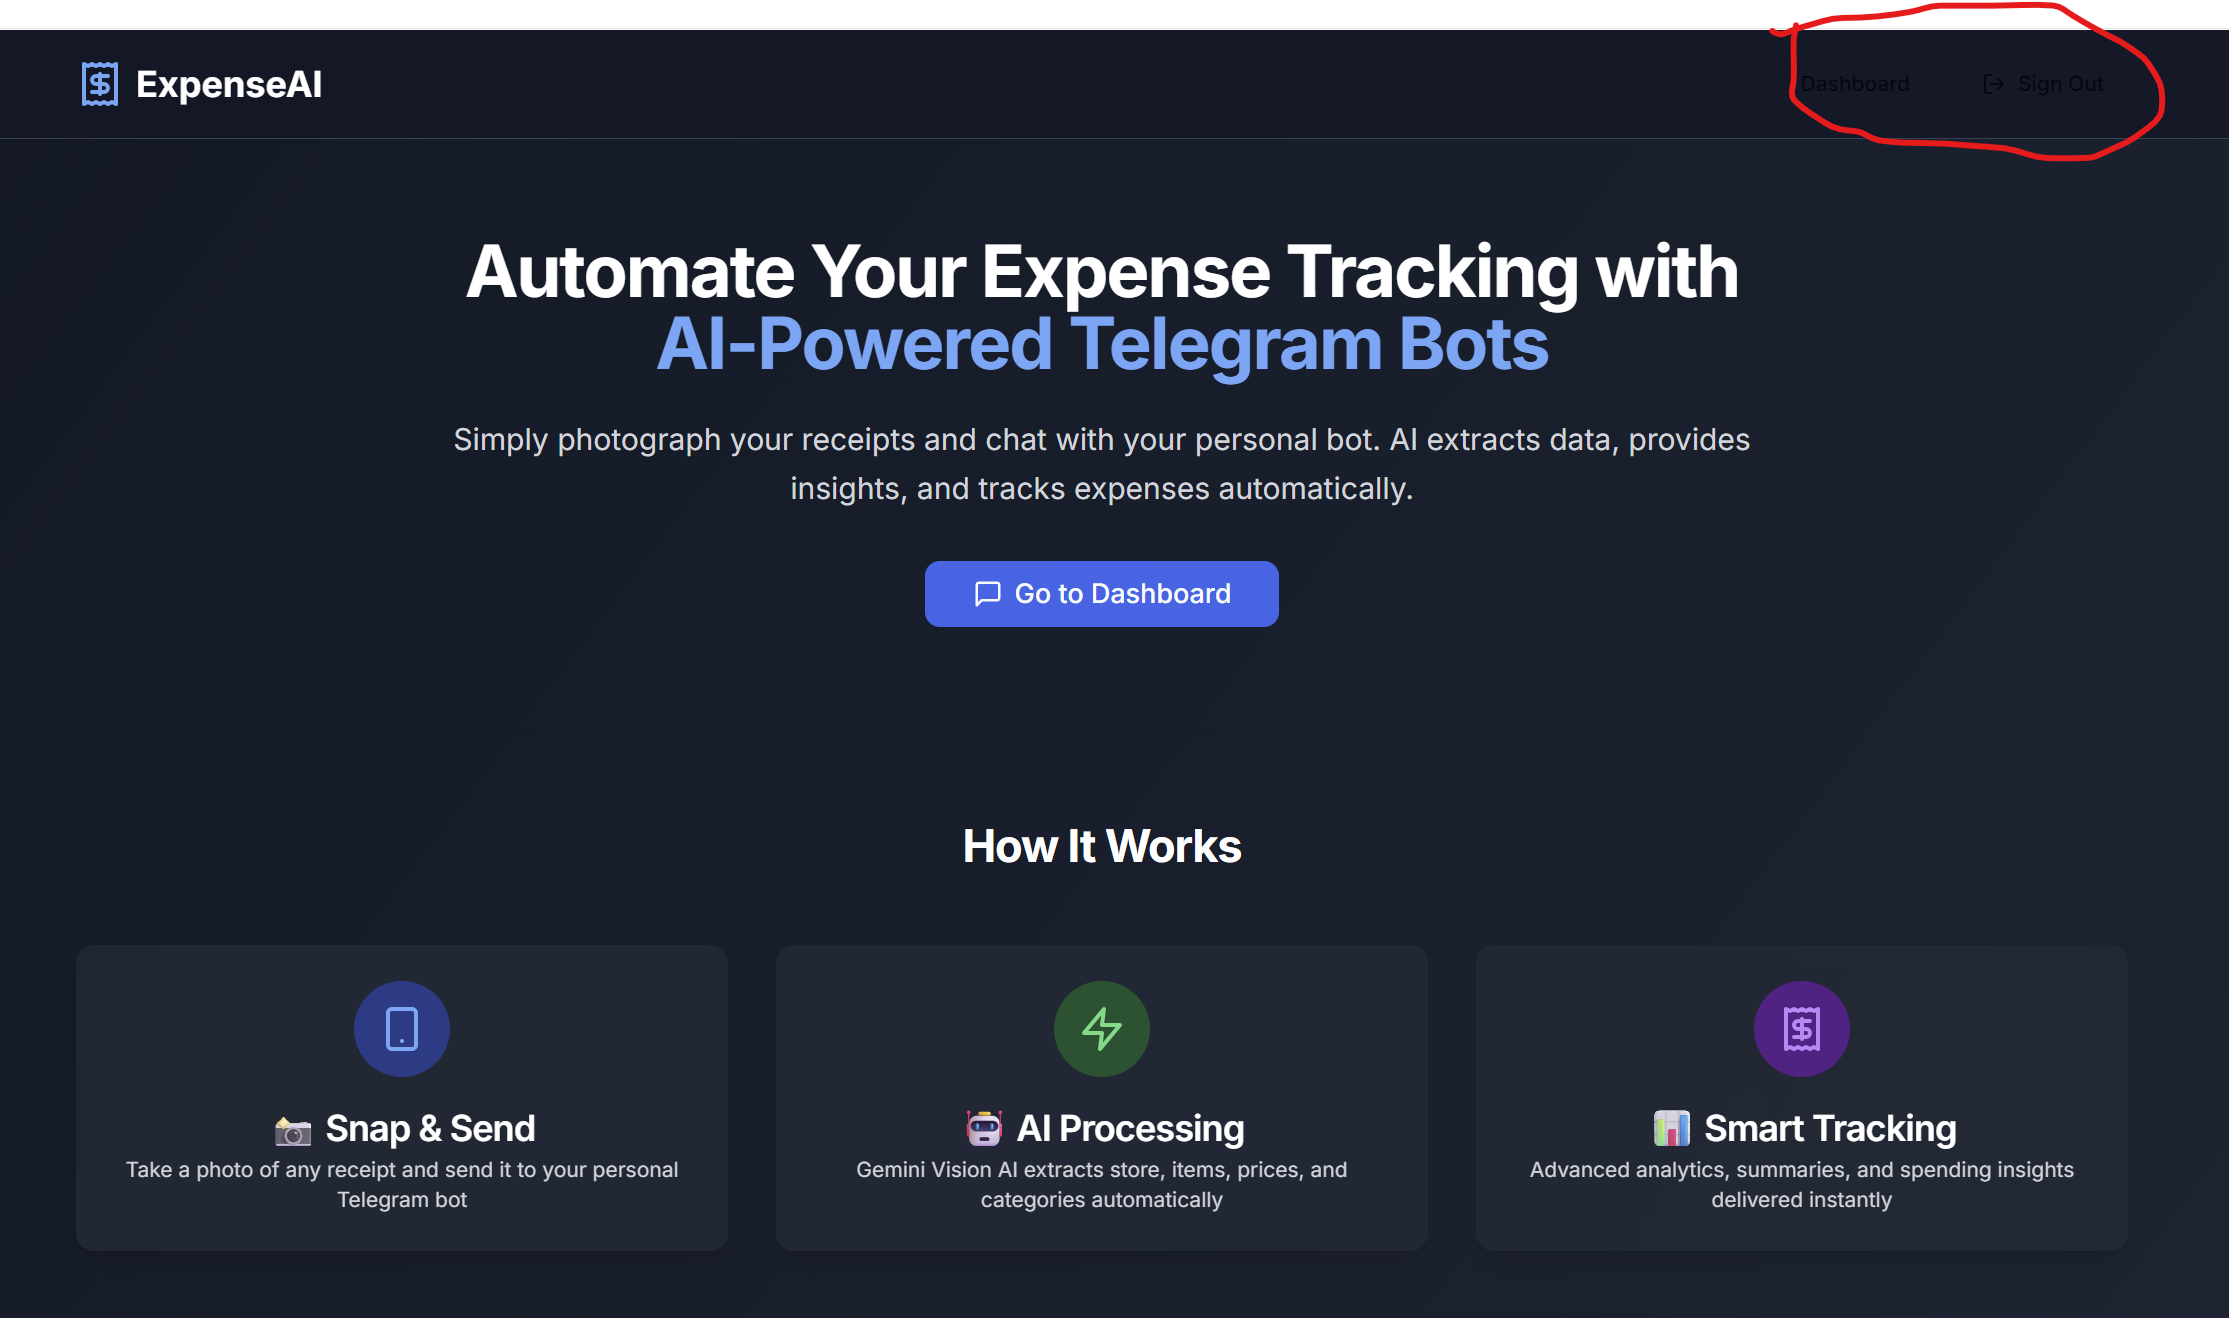 ExpenseAI
Dashboard
Sign Out
Automate Your Expense Tracking with
AI-Powered Telegram Bots
Simply photograph your receipts and chat with your personal bot. AI extracts data, provides
insights, and tracks expenses automatically.
Go to Dashboard
How It Works
Snap & Send
Take a photo of any receipt and send it to your personal
Telegram bot
AI Processing
Gemini Vision AI extracts store, items, prices, and
categories automatically
Smart Tracking
Advanced analytics, summaries, and spending insights
delivered instantly